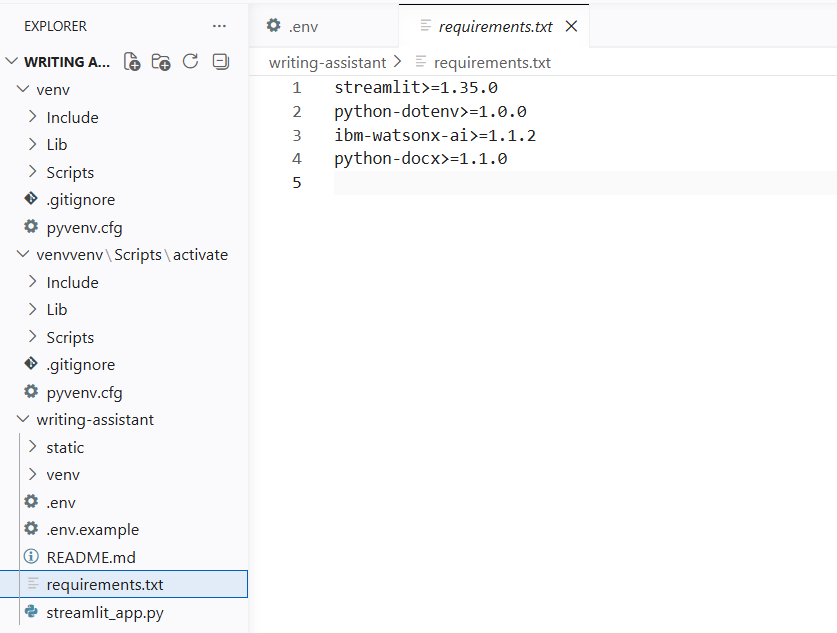 EXPLORER ...
WRITING A...
venv
Include
Lib
Scripts
.gitignore
pyvenv.cfg
venvvenv\Scripts\activate
Include
Lib
Scripts
.gitignore
pyvenv.cfg
writing-assistant
static
venv
.env
.env.example
README.md
requirements.txt
streamlit_app.py
.env
requirements.txt
writing-assistant > requirements.txt
1 streamlit>=1.35.0
2 python-dotenv>=1.0.0
3 ibm-watsonx-ai>=1.1.2
4 python-docx>=1.1.0
5